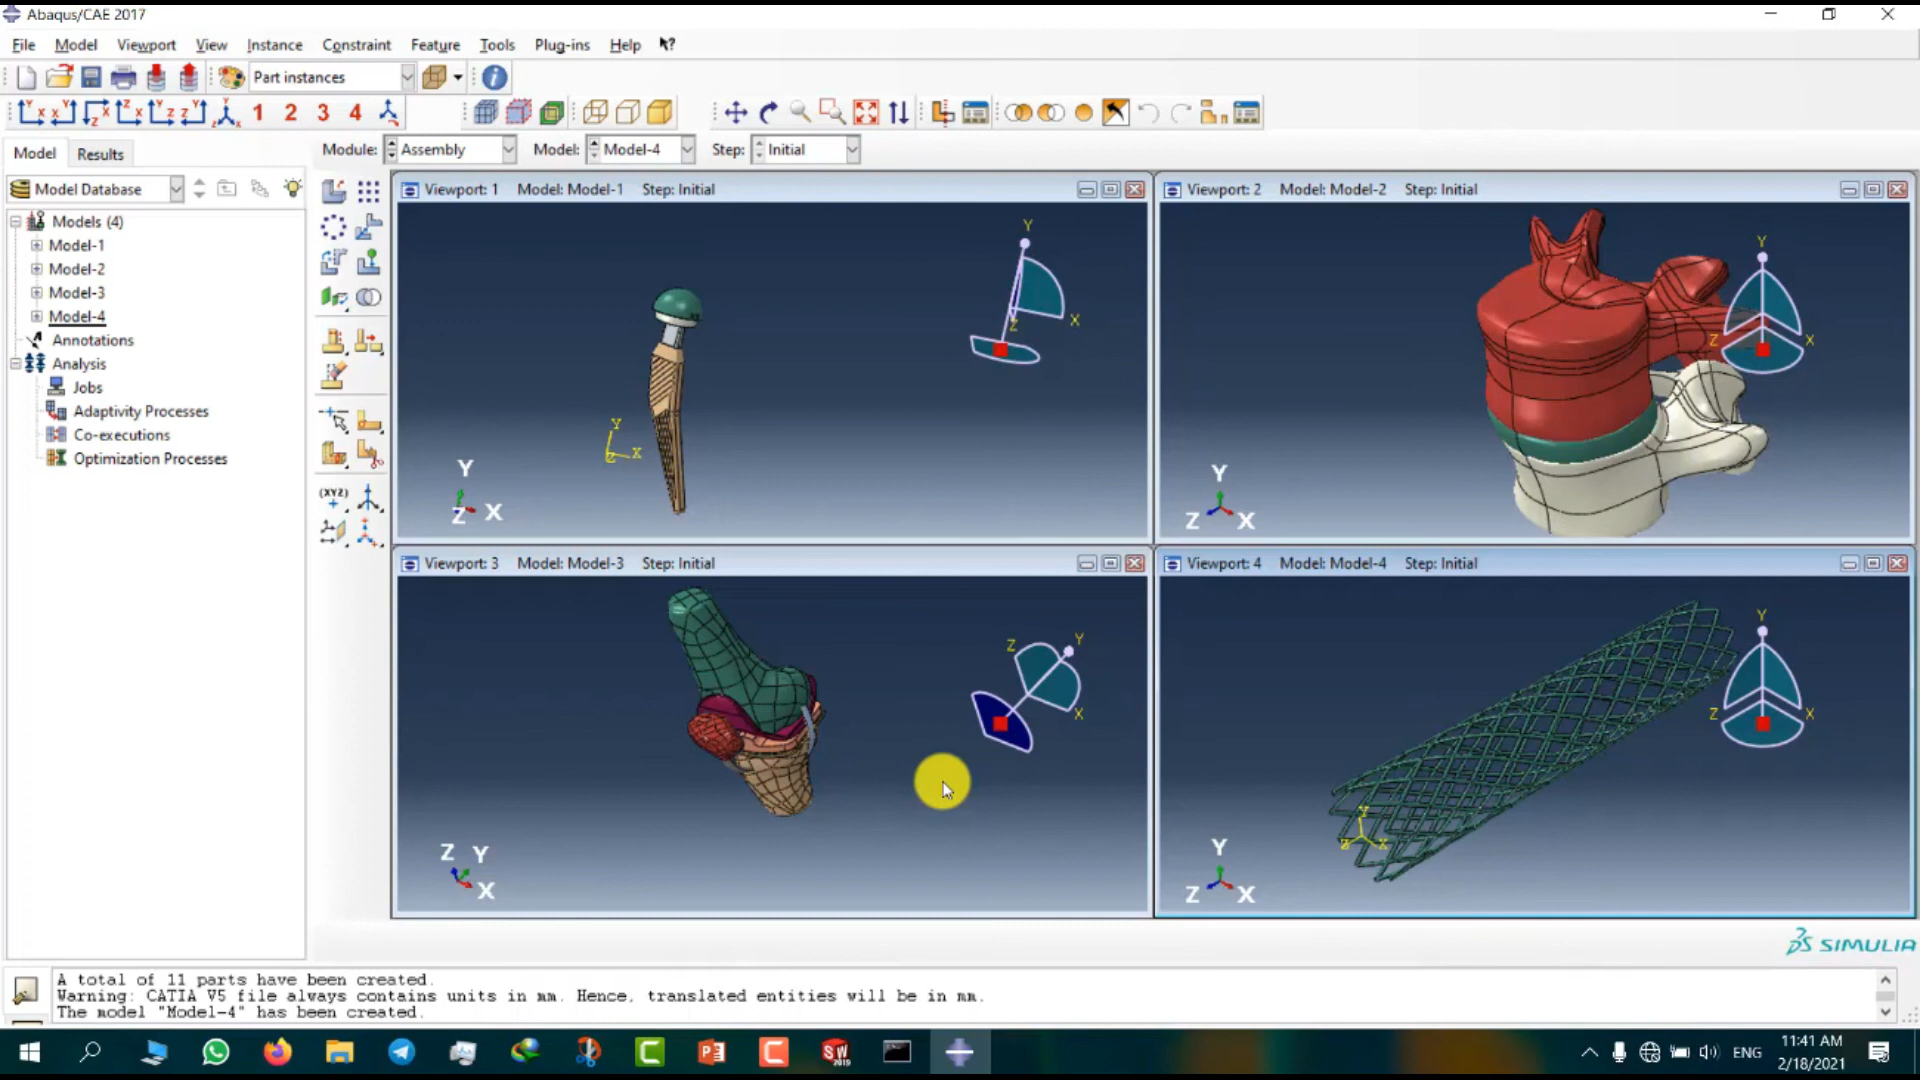 Abaqus/CAE 2017
File Model Viewport View Instance Constraint Feature Tools Plug-ins Help
Part instances
1 2 3 4
Model Results
Module: Assembly Model: Model-4 Step: Initial
Model Database
Models (4)
Model-1
Model-2
Model-3
Model-4
Annotations
Analysis
Jobs
Adaptivity Processes
Co-executions
Optimization Processes
(XYZ)
Viewport: 1 Model: Model-1 Step: Initial
Y
X
Z
Y
X
Z
Y
Z X
Viewport: 2 Model: Model-2 Step: Initial
Y
Z X
Y
Z X
Viewport: 3 Model: Model-3 Step: Initial
Z Y
X
Z Y
X
Viewport: 4 Model: Model-4 Step: Initial
Y
Z X
Y
Z X
Y
Z X
SIMULIA
A total of 11 parts have been created.
Warning: CATIA V5 file always contains units in mm. Hence, translated entities will be in mm.
The model "Model-4" has been created.
SW
2019
ENG
11:41 AM
2/18/2021